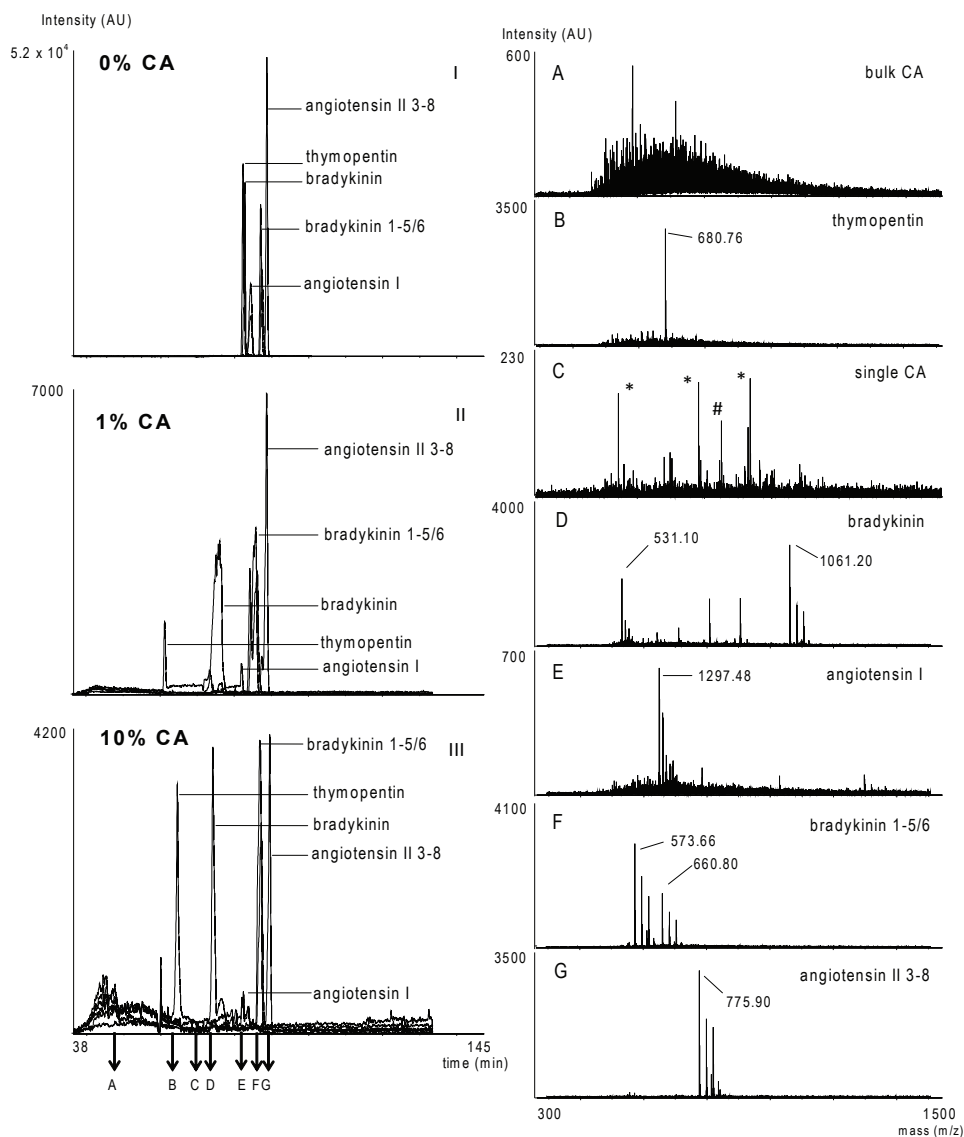 Intensity (AU)
5.2 x 10⁴
0% CA
I
angiotensin II 3-8
thymopentin
bradykinin
bradykinin 1-5/6
angiotensin I
7000
1% CA
II
angiotensin II 3-8
bradykinin 1-5/6
bradykinin
thymopentin
angiotensin I
4200
10% CA
III
bradykinin 1-5/6
thymopentin
bradykinin
angiotensin II 3-8
angiotensin I
38
145
time (min)
A B C D E F G
Intensity (AU)
600
A
bulk CA
3500
B
thymopentin
680.76
230
C
single CA
* * # *
4000
D
bradykinin
531.10
1061.20
700
E
angiotensin I
1297.48
4100
F
bradykinin 1-5/6
573.66
660.80
3500
G
angiotensin II 3-8
775.90
300
1500
mass (m/z)